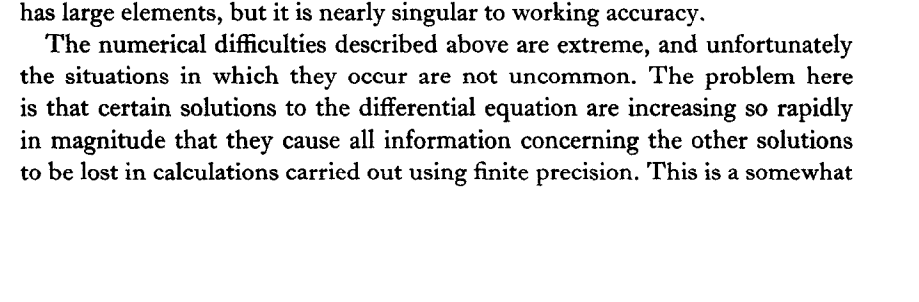 has large elements, but it is nearly singular to working accuracy.
The numerical difficulties described above are extreme, and unfortunately
the situations in which they occur are not uncommon. The problem here
is that certain solutions to the differential equation are increasing so rapidly
in magnitude that they cause all information concerning the other solutions
to be lost in calculations carried out using finite precision. This is a somewhat